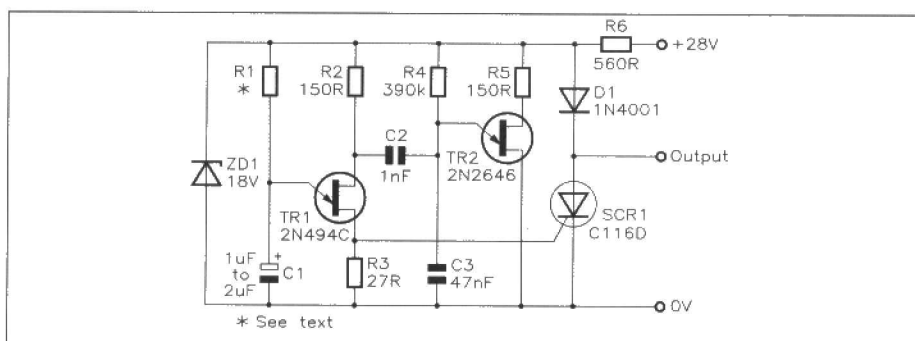 R1
*
R2
150R
R4
390k
R5
150R
R6
560R
+28V
D1
1N4001
C2
1nF
TR2
2N2646
Output
ZD1
18V
TR1
2N494C
SCR1
C116D
1uF
to
2uF
+
C1
R3
27R
C3
47nF
0V
* See text